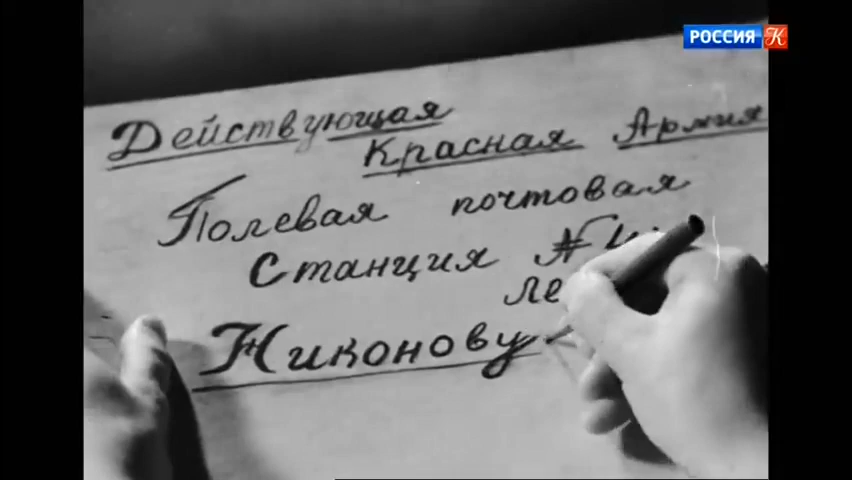 РОССИЯ К
Действующая
Красная Армия
Полевая почтовая
Станция №
Никонову